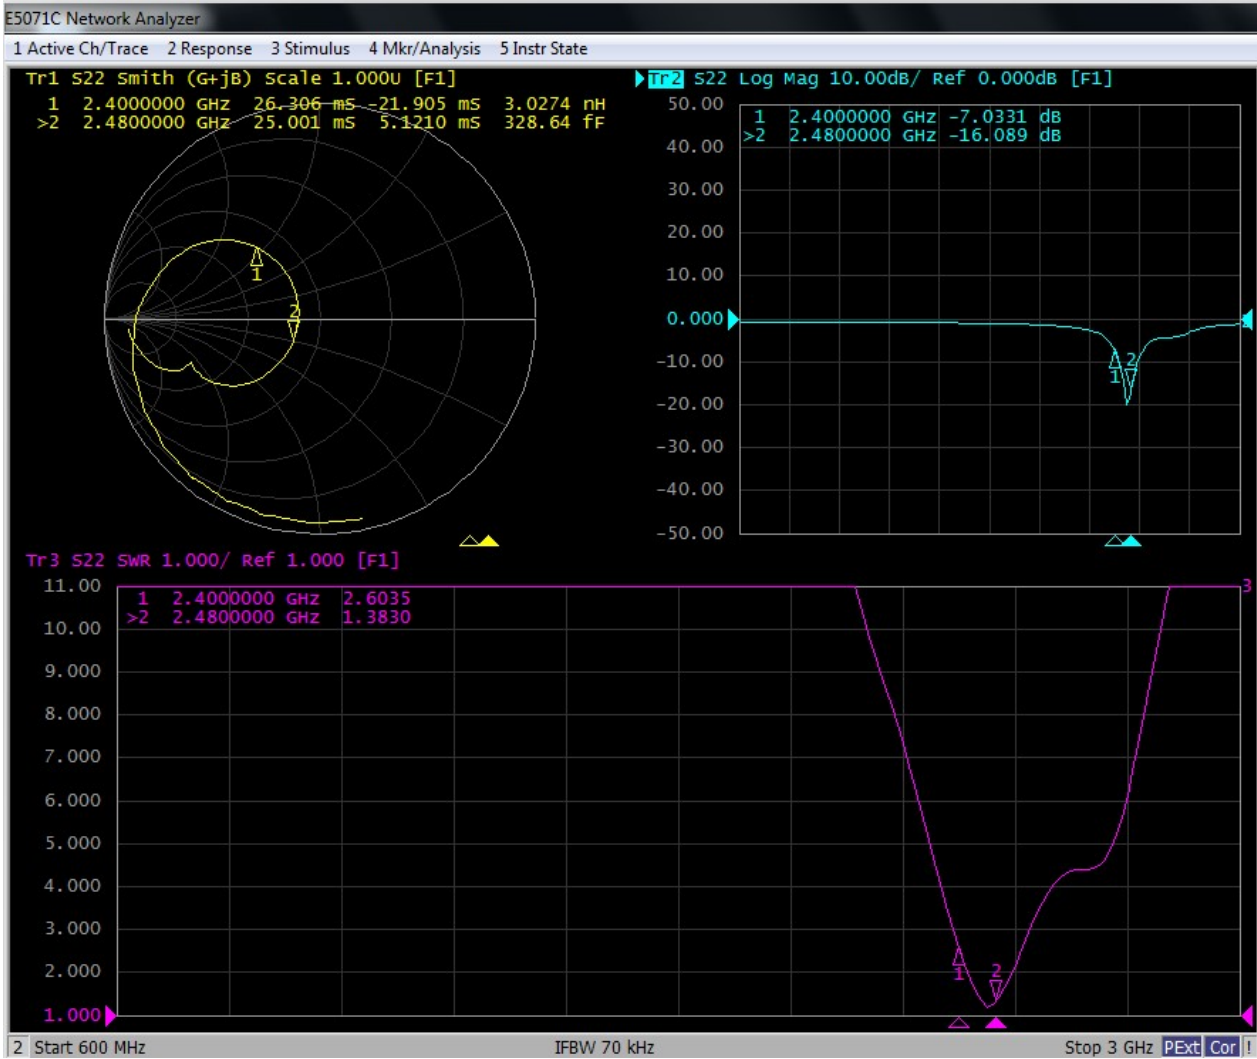 E5071C Network Analyzer
1 Active Ch/Trace 2 Response 3 Stimulus 4 Mkr/Analysis 5 Instr State
Tr1 S22 Smith (G+jB) Scale 1.000U [F1]
1 2.4000000 GHz 26.306 mS -21.905 mS 3.0274 nH
>2 2.4800000 GHz 25.001 mS 5.1210 mS 328.64 fF
1
2
Tr2 S22 Log Mag 10.00dB/ Ref 0.000dB [F1]
50.00
1 2.4000000 GHz -7.0331 dB
>2 2.4800000 GHz -16.089 dB
40.00
30.00
20.00
10.00
0.000
-10.00
2
1
-20.00
-30.00
-40.00
-50.00
Tr3 S22 SWR 1.000/ Ref 1.000 [F1]
11.00
3
1 2.4000000 GHz 2.6035
>2 2.4800000 GHz 1.3830
10.00
9.000
8.000
7.000
6.000
5.000
4.000
3.000
2.000
1
2
1.000
2 Start 600 MHz IFBW 70 kHz Stop 3 GHz PExt Cor !